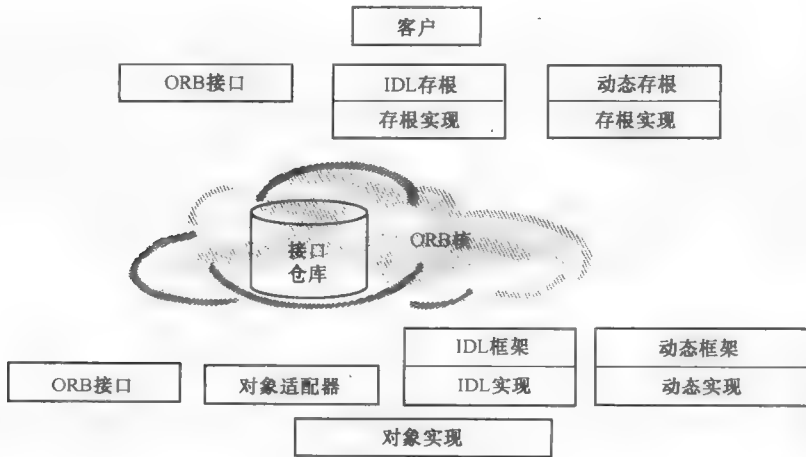 客户
ORB接口
IDL存根
存根实现
动态存根
存根实现
接口
仓库
ORB核
IDL框架
IDL实现
动态框架
动态实现
ORB接口
对象适配器
对象实现